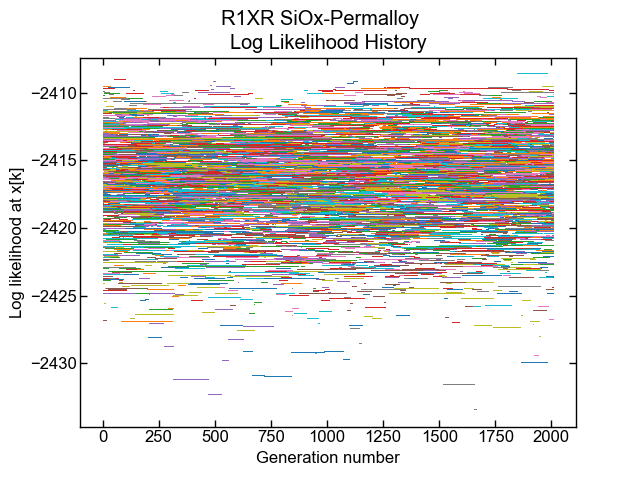 R1XR SiOx-Permalloy
Log Likelihood History
Log likelihood at x[k]
−2410
−2415
−2420
−2425
−2430
0 250 500 750 1000 1250 1500 1750 2000
Generation number